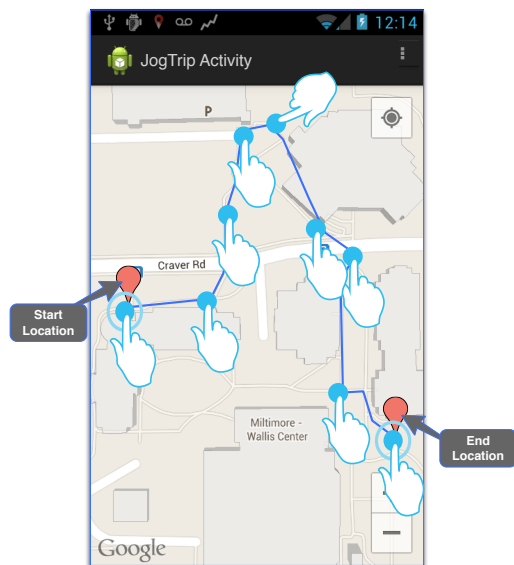 12:14
JogTrip Activity
P
Craver Rd
Start
Location
Miltimore -
Wallis Center
End
Location
Google